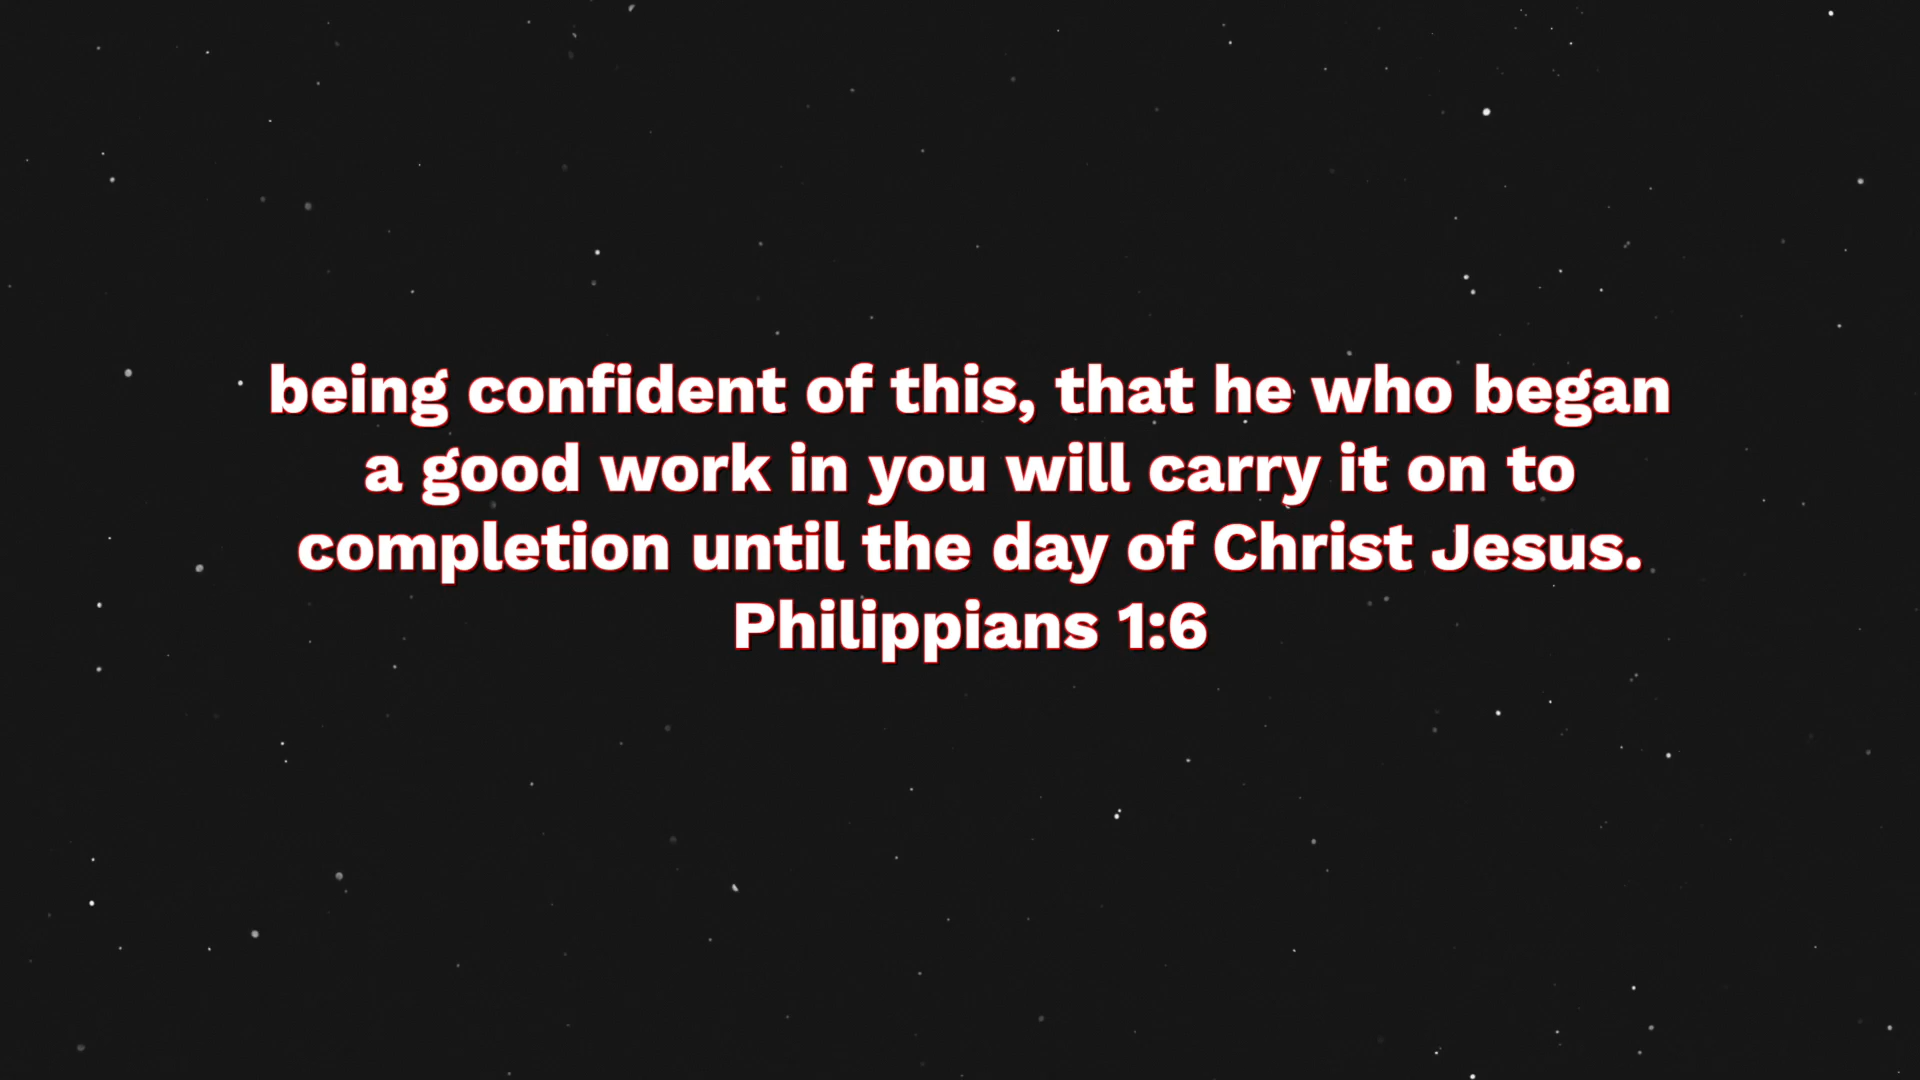 being confident of this, that he who began
a good work in you will carry it on to
completion until the day of Christ Jesus.
Philippians 1:6